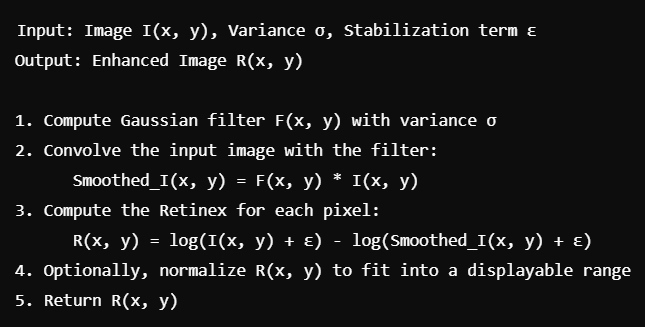 Input: Image I(x, y), Variance σ, Stabilization term ε
Output: Enhanced Image R(x, y)
1. Compute Gaussian filter F(x, y) with variance σ
2. Convolve the input image with the filter:
Smoothed_I(x, y) = F(x, y) * I(x, y)
3. Compute the Retinex for each pixel:
R(x, y) = log(I(x, y) + ε) - log(Smoothed_I(x, y) + ε)
4. Optionally, normalize R(x, y) to fit into a displayable range
5. Return R(x, y)